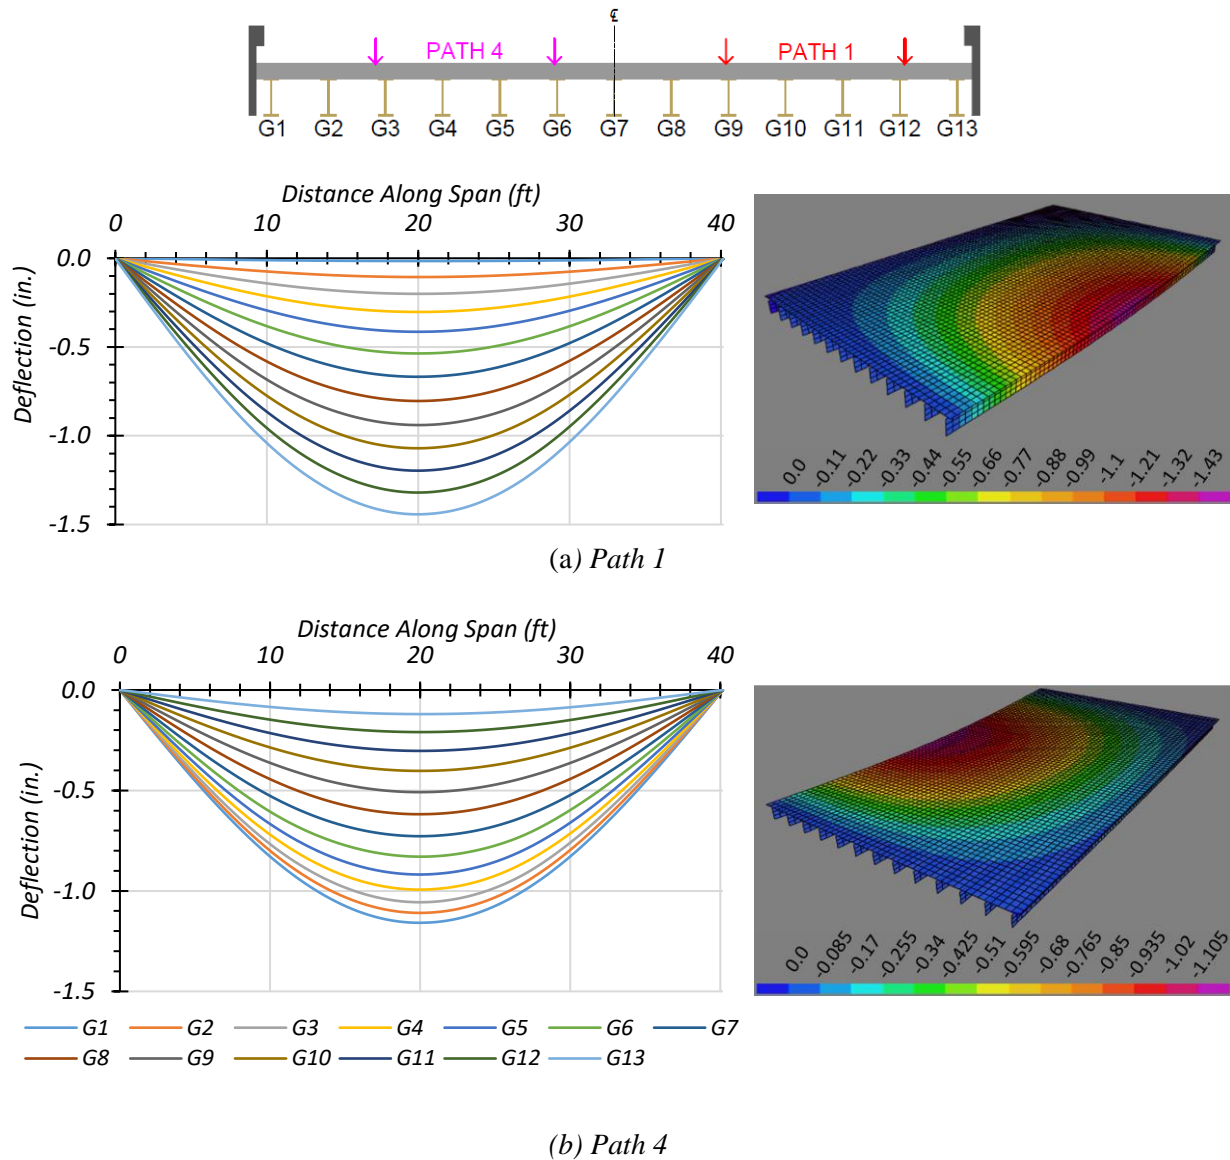 ℄
PATH 4 PATH 1
G1 G2 G3 G4 G5 G6 G7 G8 G9 G10 G11 G12 G13
Distance Along Span (ft)
0 10 20 30 40
Deflection (in.)
0.0
-0.5
-1.0
-1.5
0.0 -0.11 -0.22 -0.33 -0.44 -0.55 -0.66 -0.77 -0.88 -0.99 -1.1 -1.21 -1.32 -1.43
(a) Path 1
Distance Along Span (ft)
0 10 20 30 40
Deflection (in.)
0.0
-0.5
-1.0
-1.5
0.0 -0.085 -0.17 -0.255 -0.34 -0.425 -0.51 -0.595 -0.68 -0.765 -0.85 -0.935 -1.02 -1.105
G1 G2 G3 G4 G5 G6 G7
G8 G9 G10 G11 G12 G13
(b) Path 4